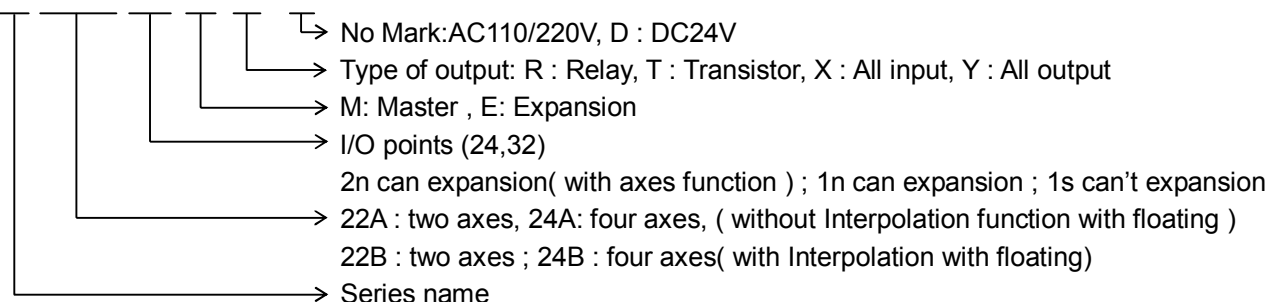 No Mark:AC110/220V, D : DC24V
Type of output: R : Relay, T : Transistor, X : All input, Y : All output
M: Master , E: Expansion
I/O points (24,32)
2n can expansion( with axes function ) ; 1n can expansion ; 1s can't expansion
22A : two axes, 24A: four axes, ( without Interpolation function with floating )
22B : two axes ; 24B : four axes( with Interpolation with floating)
Series name